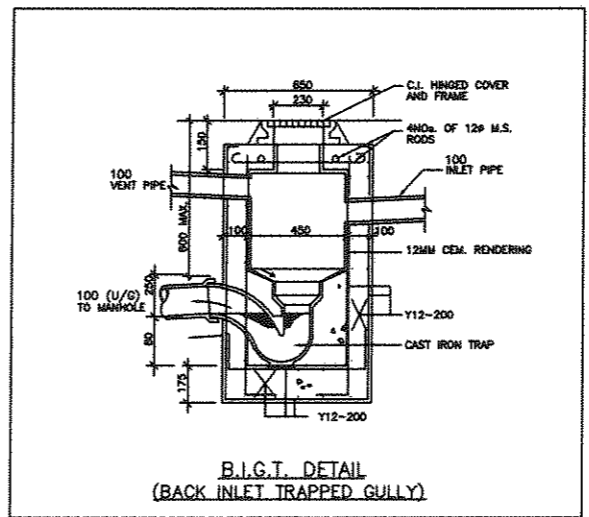 650
230
C.I. HINGED COVER
AND FRAME
150
4NOs. OF 12ø M.S.
RODS
100
VENT PIPE
100
INLET PIPE
600 MAX.
100
450
100
12MM CEM. RENDERING
250
100 (U/G)
TO MANHOLE
Y12-200
80
CAST IRON TRAP
175
Y12-200
B.I.G.T. DETAIL
(BACK INLET TRAPPED GULLY)